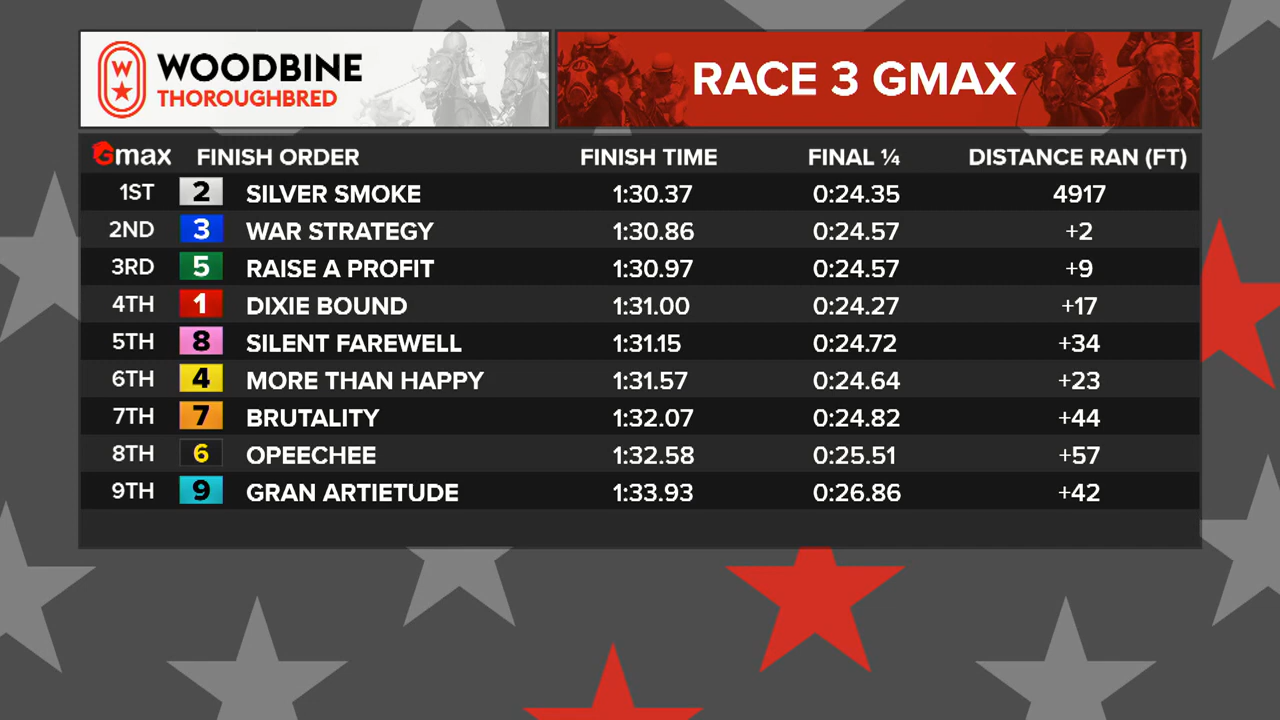 W
WOODBINE
THOROUGHBRED
RACE 3 GMAX
Gmax FINISH ORDER FINISH TIME FINAL ¼ DISTANCE RAN (FT)
1ST 2 SILVER SMOKE 1:30.37 0:24.35 4917
2ND 3 WAR STRATEGY 1:30.86 0:24.57 +2
3RD 5 RAISE A PROFIT 1:30.97 0:24.57 +9
4TH 1 DIXIE BOUND 1:31.00 0:24.27 +17
5TH 8 SILENT FAREWELL 1:31.15 0:24.72 +34
6TH 4 MORE THAN HAPPY 1:31.57 0:24.64 +23
7TH 7 BRUTALITY 1:32.07 0:24.82 +44
8TH 6 OPEECHEE 1:32.58 0:25.51 +57
9TH 9 GRAN ARTIETUDE 1:33.93 0:26.86 +42